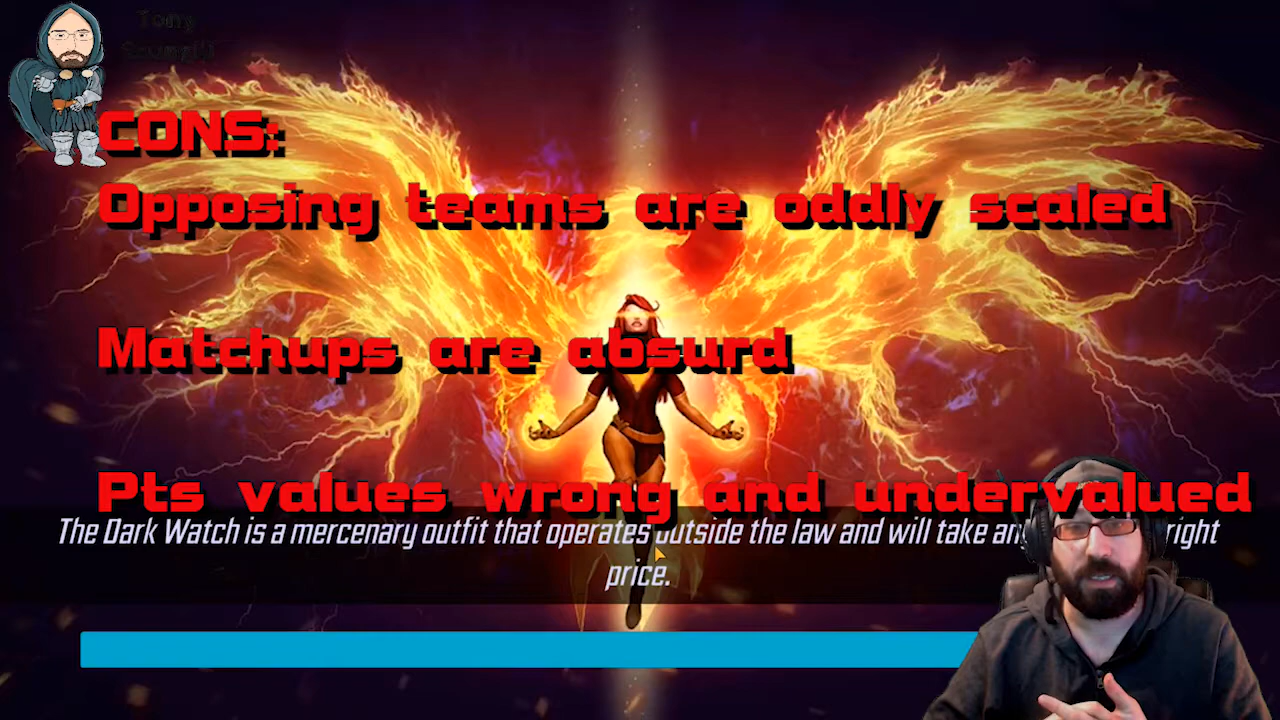 Tony
CONS:
Opposing teams are oddly scaled
Matchups are absurd
Pts values wrong and undervalued
The Dark Watch is a mercenary outfit that operates outside the law and will take right
price.